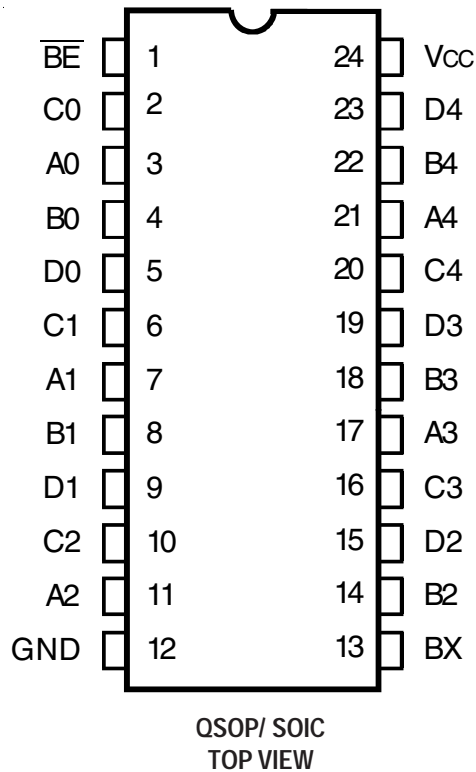 B̅E̅ 1 24 VCC
C0 2 23 D4
A0 3 22 B4
B0 4 21 A4
D0 5 20 C4
C1 6 19 D3
A1 7 18 B3
B1 8 17 A3
D1 9 16 C3
C2 10 15 D2
A2 11 14 B2
GND 12 13 BX
QSOP/ SOIC
TOP VIEW